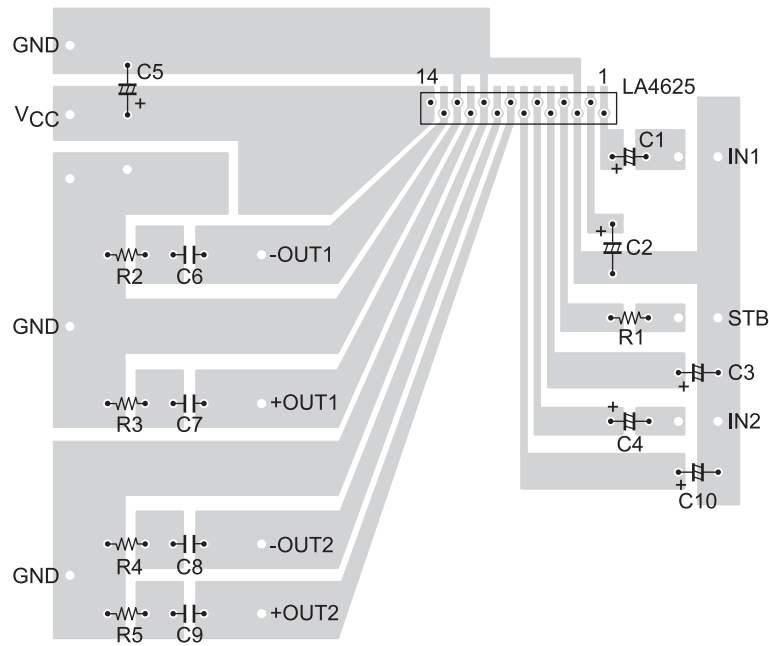 GND
C5
+
14
1
LA4625
VCC
C1
+
IN1
+
C2
-OUT1
R2
C6
GND
R1
STB
C3
+
+OUT1
R3
C7
+
IN2
C4
+
C10
-OUT2
R4
C8
GND
+OUT2
R5
C9